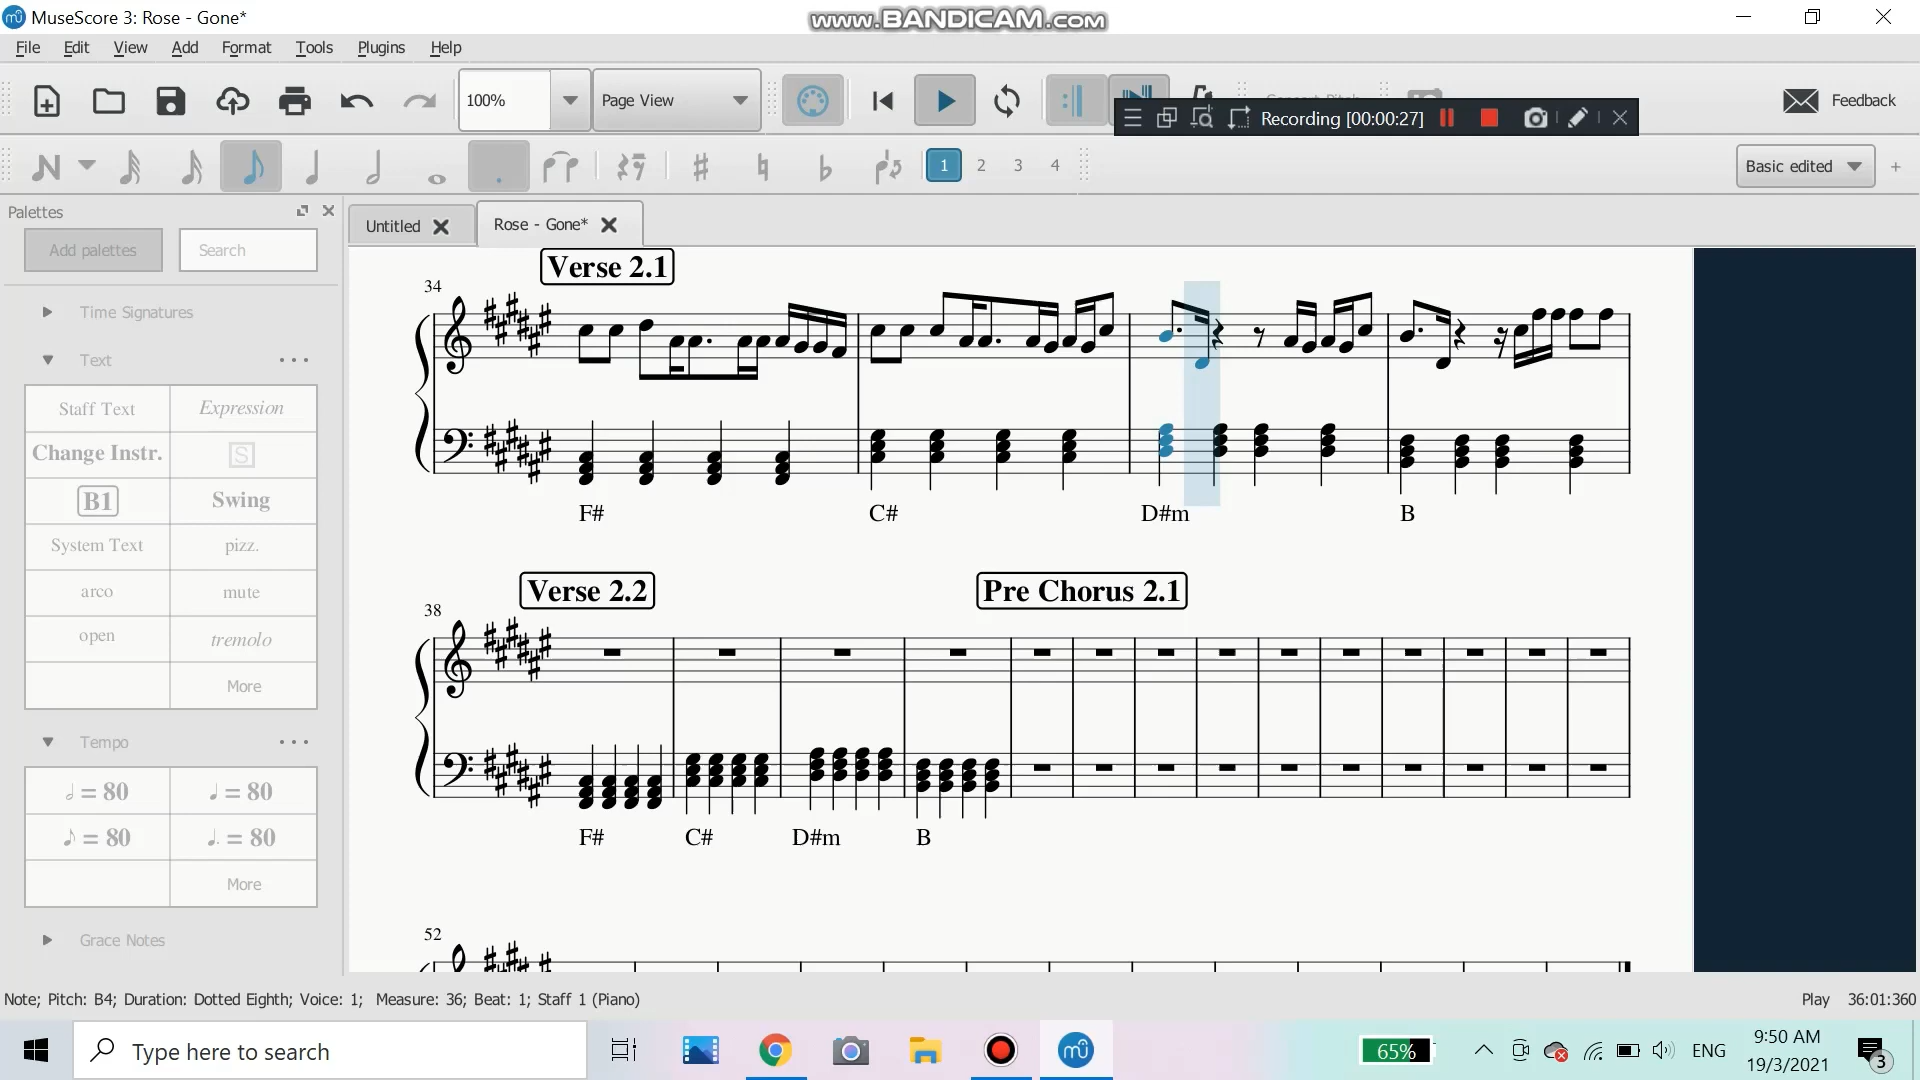 MuseScore 3: Rose - Gone*
www.BANDICAM.com
File Edit View Add Format Tools Plugins Help
100%
Page View
Feedback
Recording [00:00:27]
1 2 3 4
Basic edited
Palettes
Untitled
Rose - Gone*
Add palettes
Search
Time Signatures
Text
Staff Text
Expression
Change Instr.
S
B1
Swing
System Text
pizz.
arco
mute
open
tremolo
More
Tempo
= 80
= 80
= 80
= 80
More
Grace Notes
Verse 2.1
34
F# C# D#m B
Verse 2.2
Pre Chorus 2.1
38
F# C# D#m B
52
Note; Pitch: B4; Duration: Dotted Eighth; Voice: 1; Measure: 36; Beat: 1; Staff 1 (Piano)
Play 36:01:360
Type here to search
65%
ENG
9:50 AM
19/3/2021
3